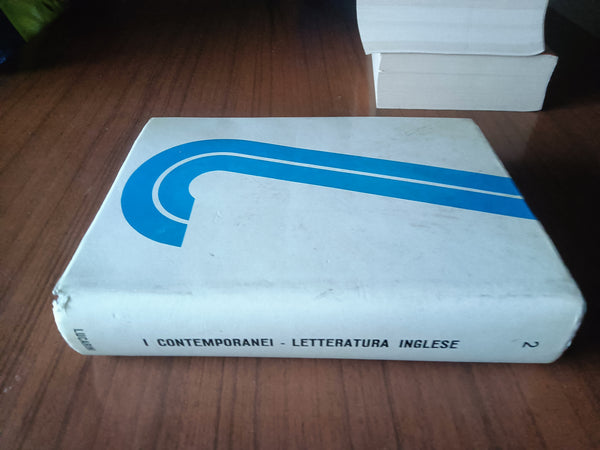 I CONTEMPORANEI - LETTERATURA INGLESE
2